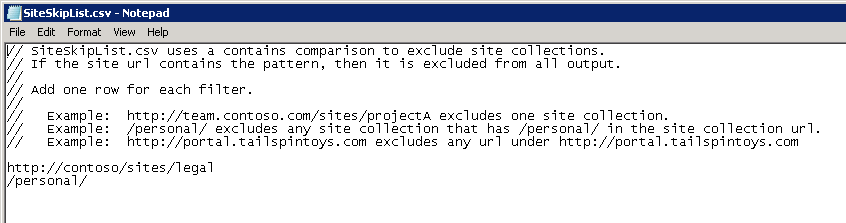 SiteSkipList.csv - Notepad
File Edit Format View Help
// SiteSkipList.csv uses a contains comparison to exclude site collections.
// If the site url contains the pattern, then it is excluded from all output.
//
// Add one row for each filter.
//
//   Example:  http://team.contoso.com/sites/projectA excludes one site collection.
//   Example:  /personal/ excludes any site collection that has /personal/ in the site collection url.
//   Example:  http://portal.tailspintoys.com excludes any url under http://portal.tailspintoys.com
http://contoso/sites/legal
/personal/